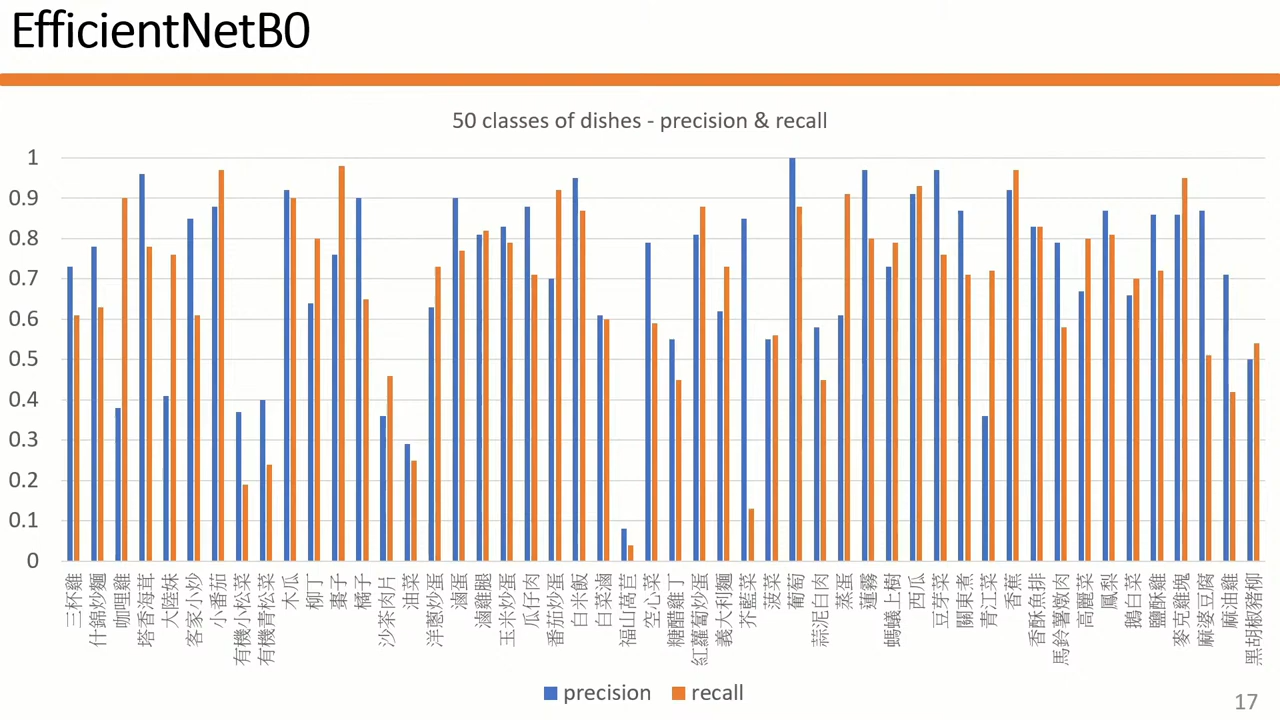 EfficientNetB0
50 classes of dishes - precision & recall
1
0.9
0.8
0.7
0.6
0.5
0.4
0.3
0.2
0.1
0
三杯雞
什錦炒麵
咖哩雞
塔香海茸
大陸妹
客家小炒
小番茄
有機小松菜
有機青松菜
木瓜
柳丁
棗子
橘子
沙茶肉片
油菜
洋蔥炒蛋
滷蛋
滷雞腿
玉米炒蛋
瓜仔肉
番茄炒蛋
白米飯
白菜滷
福山萵苣
空心菜
糖醋雞丁
紅蘿蔔炒蛋
義大利麵
芥藍菜
菠菜
葡萄
蒜泥白肉
蒸蛋
蓮霧
螞蟻上樹
西瓜
豆芽菜
關東煮
青江菜
香蕉
香酥魚排
馬鈴薯燉肉
高麗菜
鳳梨
鵝白菜
鹽酥雞
麥克雞塊
麻婆豆腐
麻油雞
黑胡椒豬柳
precision
recall
17